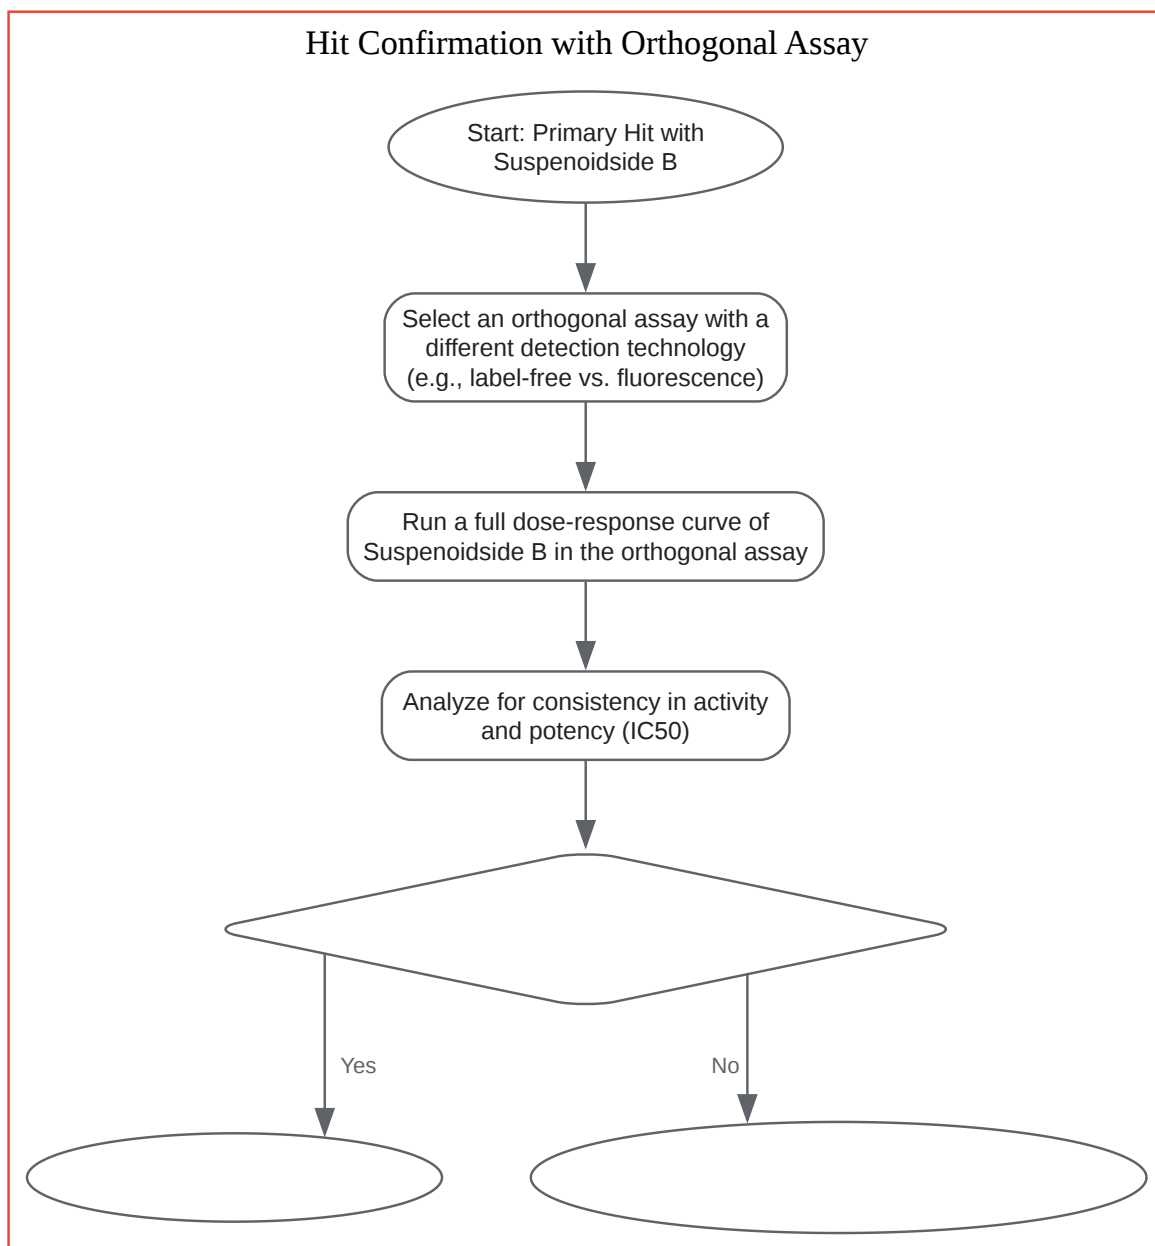 Hit Confirmation with Orthogonal Assay
Start: Primary Hit with
Suspenoidside B
Select an orthogonal assay with a
different detection technology
(e.g., label-free vs. fluorescence)
Run a full dose-response curve of
Suspenoidside B in the orthogonal assay
Analyze for consistency in activity
and potency (IC50)
Yes
No